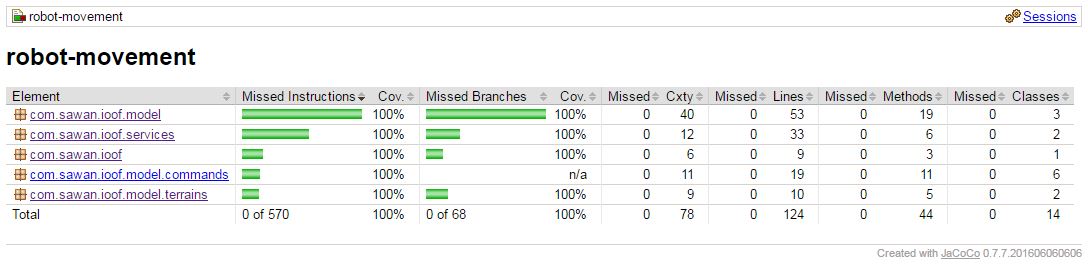 robot-movement Sessions
robot-movement
Element Missed Instructions Cov. Missed Branches Cov. Missed Cxty Missed Lines Missed Methods Missed Classes
com.sawan.ioof.model 100% 100% 0 40 0 53 0 19 0 3
com.sawan.ioof.services 100% 100% 0 12 0 33 0 6 0 2
com.sawan.ioof 100% 100% 0 6 0 9 0 3 0 1
com.sawan.ioof.model.commands 100% n/a 0 11 0 19 0 11 0 6
com.sawan.ioof.model.terrains 100% 100% 0 9 0 10 0 5 0 2
Total 0 of 570 100% 0 of 68 100% 0 78 0 124 0 44 0 14
Created with JaCoCo 0.7.7.201606060606